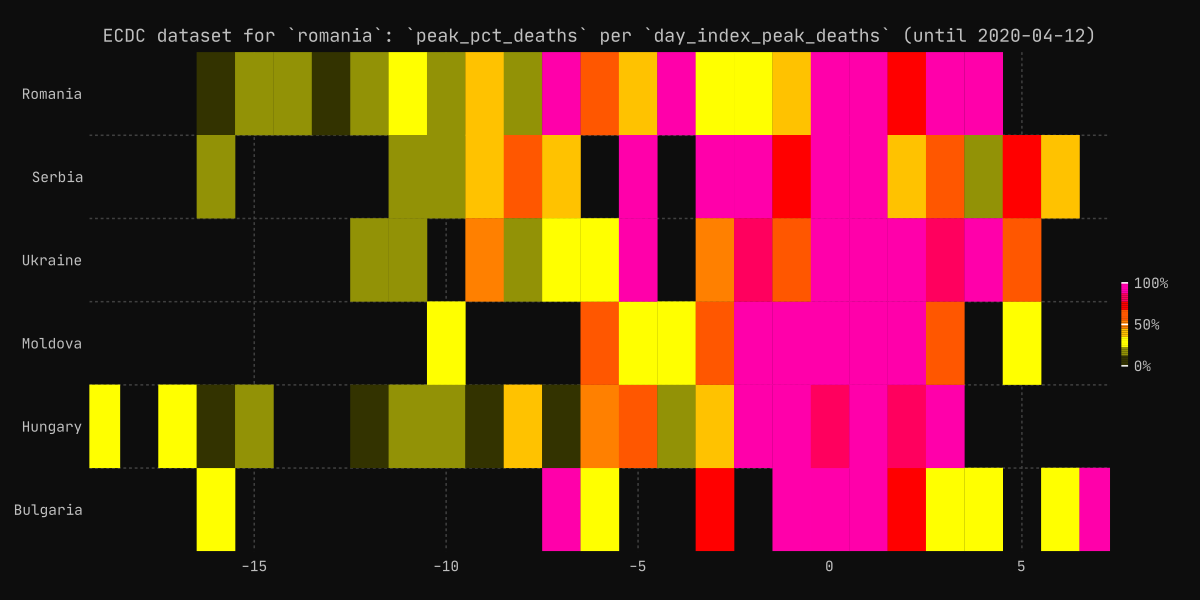 ECDC dataset for `romania`: `peak_pct_deaths` per `day_index_peak_deaths` (until 2020-04-12)
Romania
Serbia
Ukraine
Moldova
Hungary
Bulgaria
100%
50%
0%
-15
-10
-5
0
5